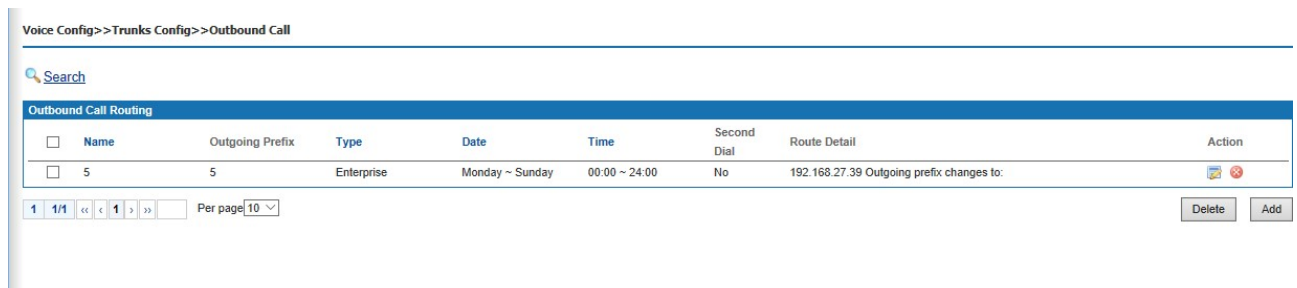 Voice Config>>Trunks Config>>Outbound Call
Search
Outbound Call Routing
Name Outgoing Prefix Type Date Time Second Dial Route Detail Action
5 5 Enterprise Monday ~ Sunday 00:00 ~ 24:00 No 192.168.27.39 Outgoing prefix changes to:
1 1/1 ‹‹ ‹ 1 › ›› Per page 10 Delete Add